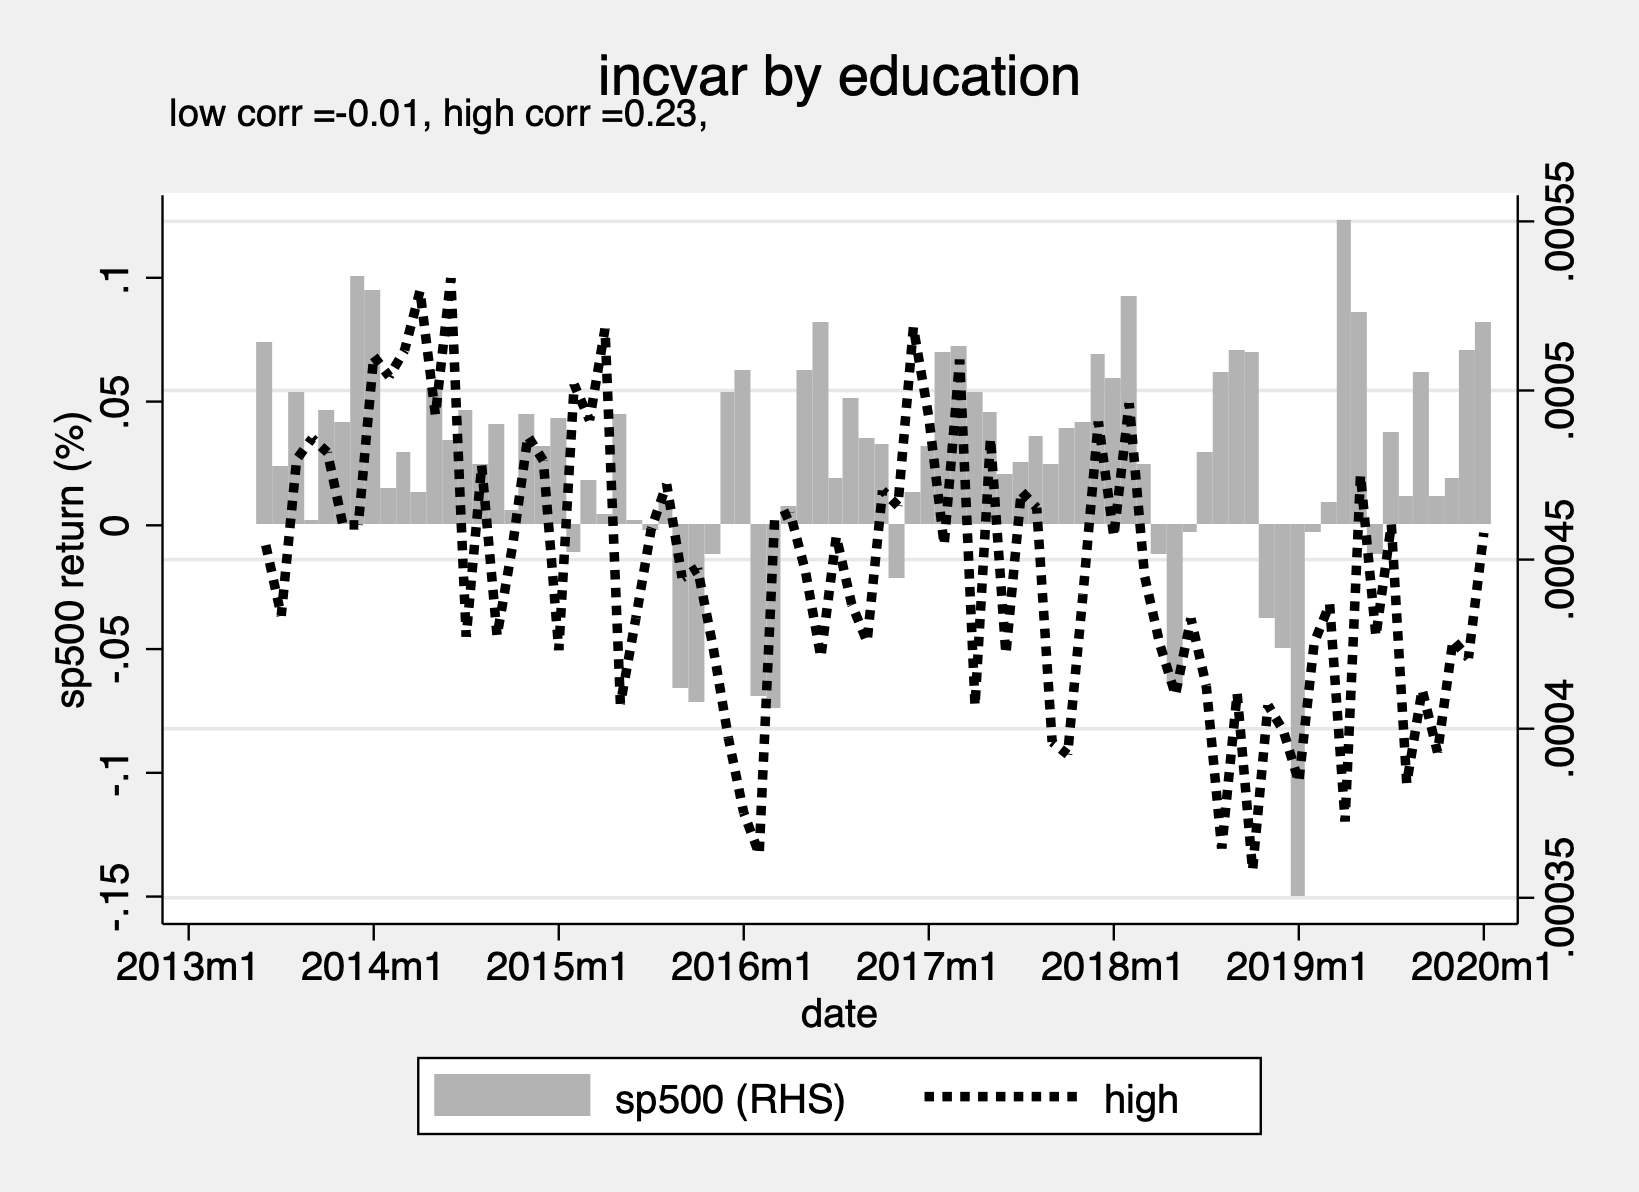 incvar by education
low corr =-0.01, high corr =0.23,
sp500 return (%)
.1
.05
0
-.05
-.1
-.15
.00055
.0005
.00045
.0004
.00035
2013m1 2014m1 2015m1 2016m1 2017m1 2018m1 2019m1 2020m1
date
sp500 (RHS) high